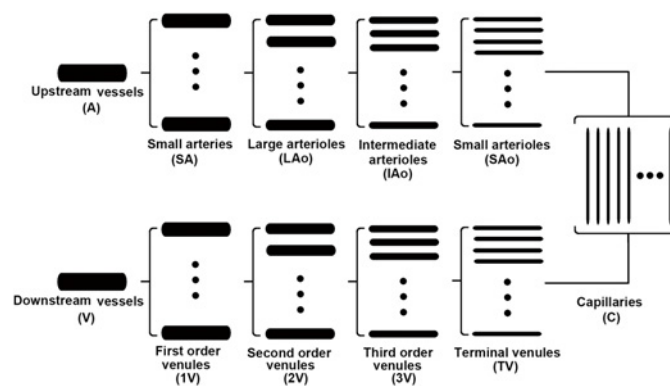 Upstream vessels
(A)
Small arteries
(SA)
Large arterioles
(LAo)
Intermediate
arterioles
(IAo)
Small arterioles
(SAo)
Downstream vessels
(V)
First order
venules
(1V)
Second order
venules
(2V)
Third order
venules
(3V)
Terminal venules
(TV)
Capillaries
(C)